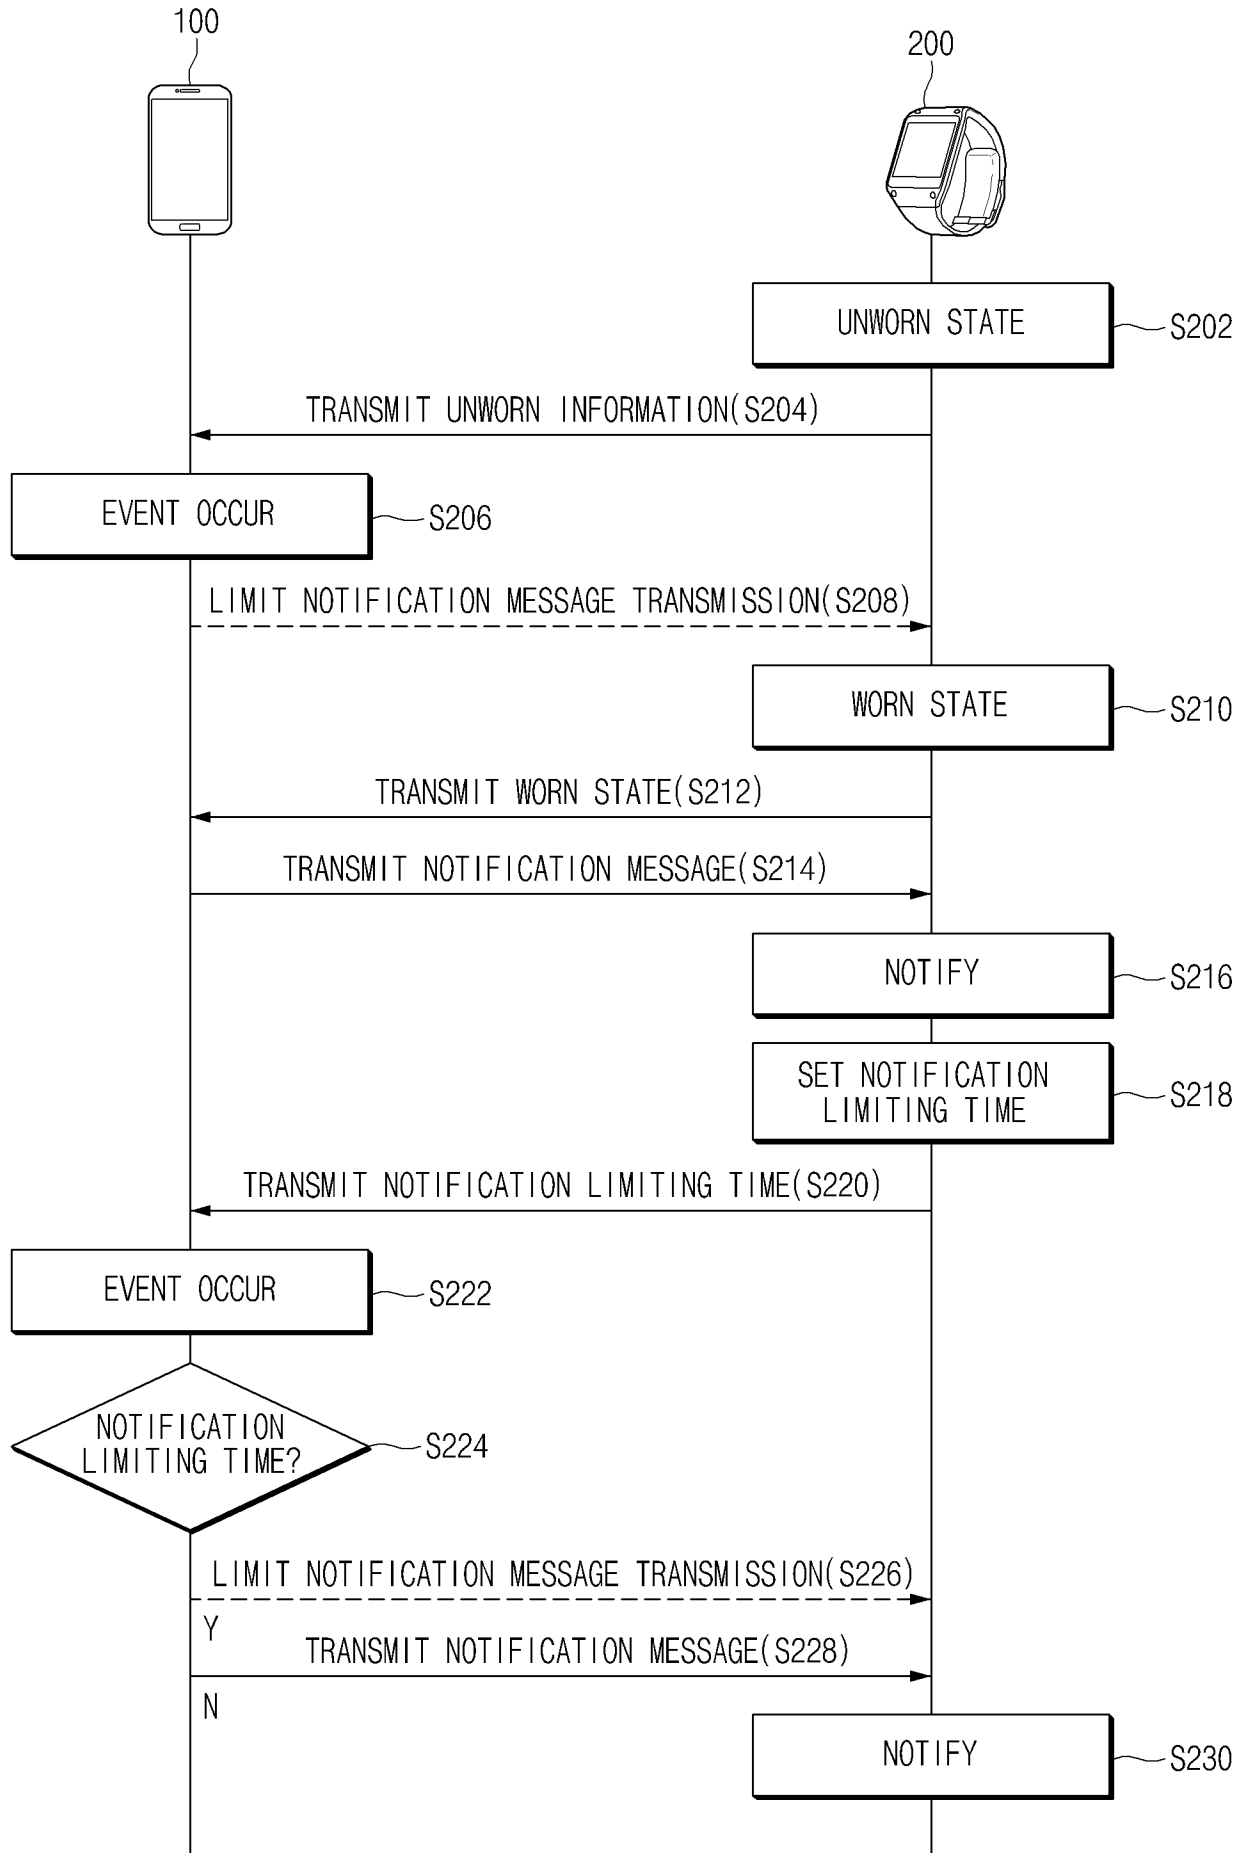 100
200
UNWORN STATE
S202
TRANSMIT UNWORN INFORMATION(S204)
EVENT OCCUR
S206
LIMIT NOTIFICATION MESSAGE TRANSMISSION(S208)
WORN STATE
S210
TRANSMIT WORN STATE(S212)
TRANSMIT NOTIFICATION MESSAGE(S214)
NOTIFY
S216
SET NOTIFICATION
LIMITING TIME
S218
TRANSMIT NOTIFICATION LIMITING TIME(S220)
EVENT OCCUR
S222
NOTIFICATION
LIMITING TIME?
S224
LIMIT NOTIFICATION MESSAGE TRANSMISSION(S226)
Y
TRANSMIT NOTIFICATION MESSAGE(S228)
N
NOTIFY
S230